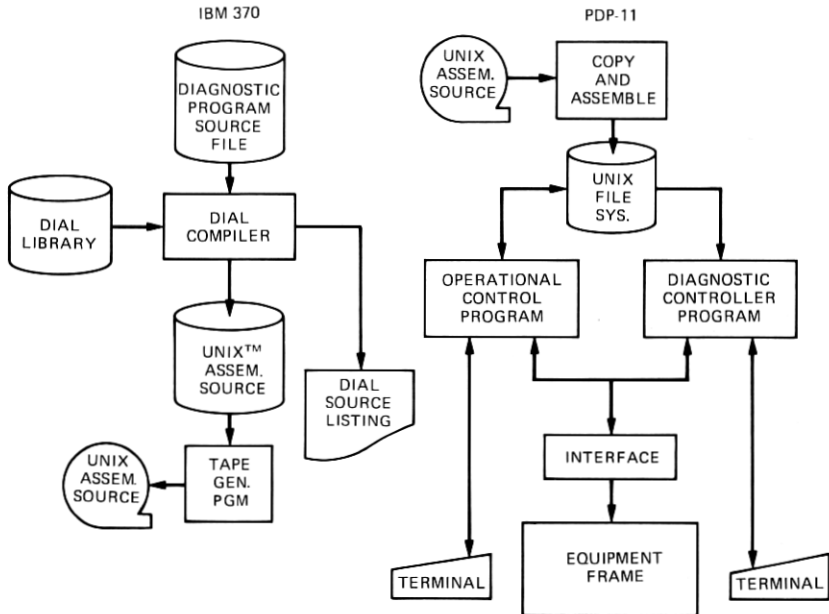 IBM 370
DIAGNOSTIC
PROGRAM
SOURCE
FILE
DIAL
LIBRARY
DIAL
COMPILER
UNIX™
ASSEM.
SOURCE
DIAL
SOURCE
LISTING
UNIX
ASSEM.
SOURCE
TAPE
GEN.
PGM
PDP-11
UNIX
ASSEM.
SOURCE
COPY
AND
ASSEMBLE
UNIX
FILE
SYS.
OPERATIONAL
CONTROL
PROGRAM
DIAGNOSTIC
CONTROLLER
PROGRAM
INTERFACE
TERMINAL
EQUIPMENT
FRAME
TERMINAL